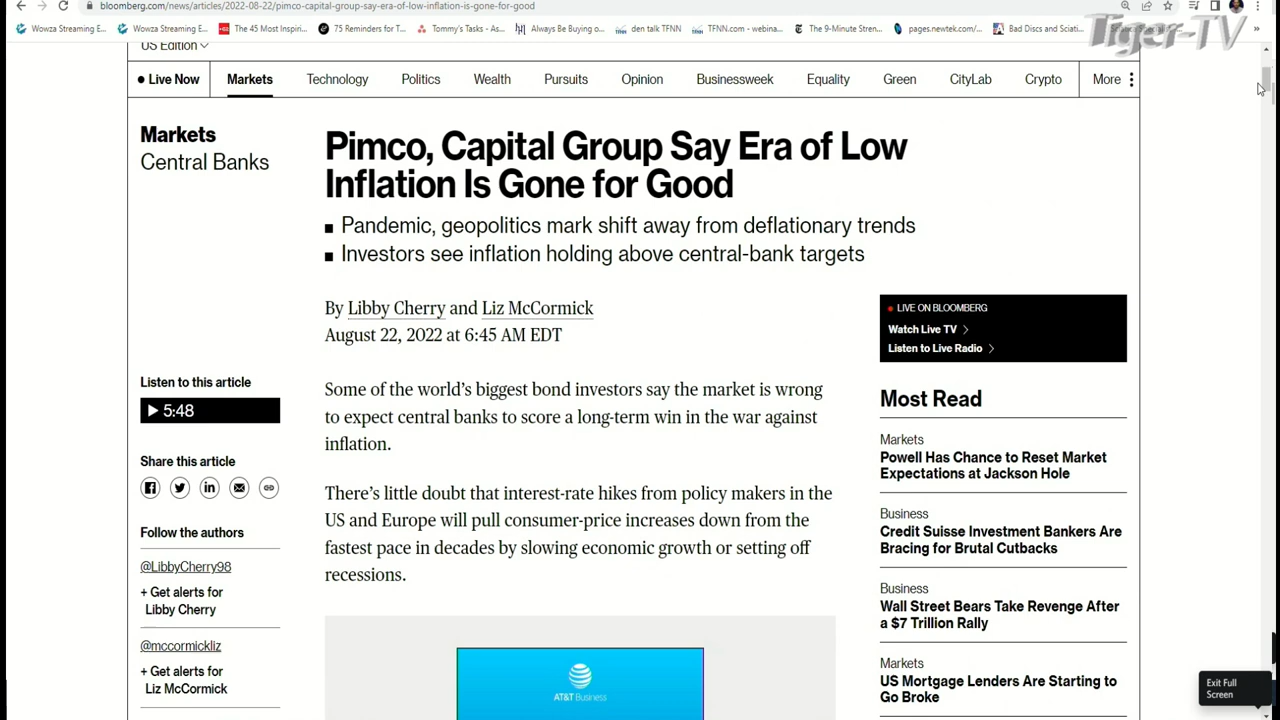 bloomberg.com/news/articles/2022-08-22/pimco-capital-group-say-era-of-low-inflation-is-gone-for-good
Wowza Streaming E... Wowza Streaming E... The 45 Most Inspiri... 75 Reminders for T... Tommy's Tasks - As... Always Be Buying o... den talk TFNN TFNN.com - webina... The 9-Minute Stren... pages.newtek.com/... Bad Discs and Sciati... »
Tiger-TV
US Edition
Live Now Markets Technology Politics Wealth Pursuits Opinion Businessweek Equality Green CityLab Crypto More
Markets
Central Banks
Pimco, Capital Group Say Era of Low
Inflation Is Gone for Good
■ Pandemic, geopolitics mark shift away from deflationary trends
■ Investors see inflation holding above central-bank targets
By Libby Cherry and Liz McCormick
August 22, 2022 at 6:45 AM EDT
Listen to this article
5:48
Share this article
Follow the authors
@LibbyCherry98
+ Get alerts for
Libby Cherry
@mccormickliz
+ Get alerts for
Liz McCormick
Some of the world's biggest bond investors say the market is wrong
to expect central banks to score a long-term win in the war against
inflation.
There's little doubt that interest-rate hikes from policy makers in the
US and Europe will pull consumer-price increases down from the
fastest pace in decades by slowing economic growth or setting off
recessions.
AT&T Business
LIVE ON BLOOMBERG
Watch Live TV
Listen to Live Radio
Most Read
Markets
Powell Has Chance to Reset Market
Expectations at Jackson Hole
Business
Credit Suisse Investment Bankers Are
Bracing for Brutal Cutbacks
Business
Wall Street Bears Take Revenge After
a $7 Trillion Rally
Markets
US Mortgage Lenders Are Starting to
Go Broke
Exit Full
Screen